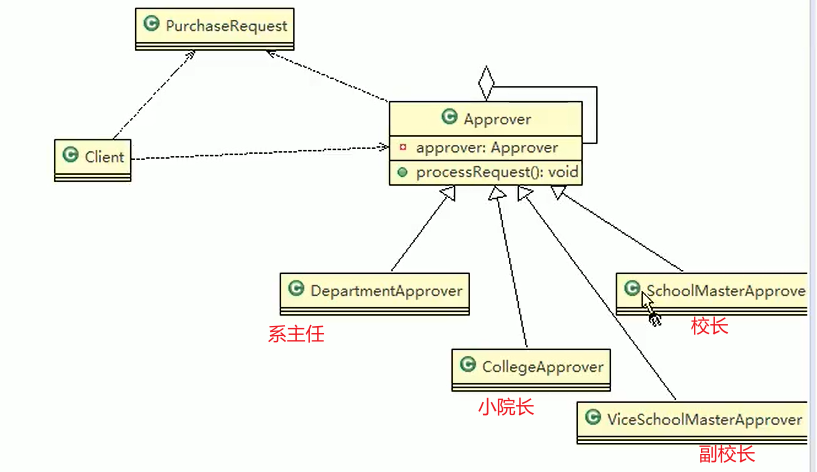 PurchaseRequest
Approver
approver: Approver
processRequest(): void
Client
DepartmentApprover
系主任
SchoolMasterApprove
校长
CollegeApprover
小院长
ViceSchoolMasterApprover
副校长